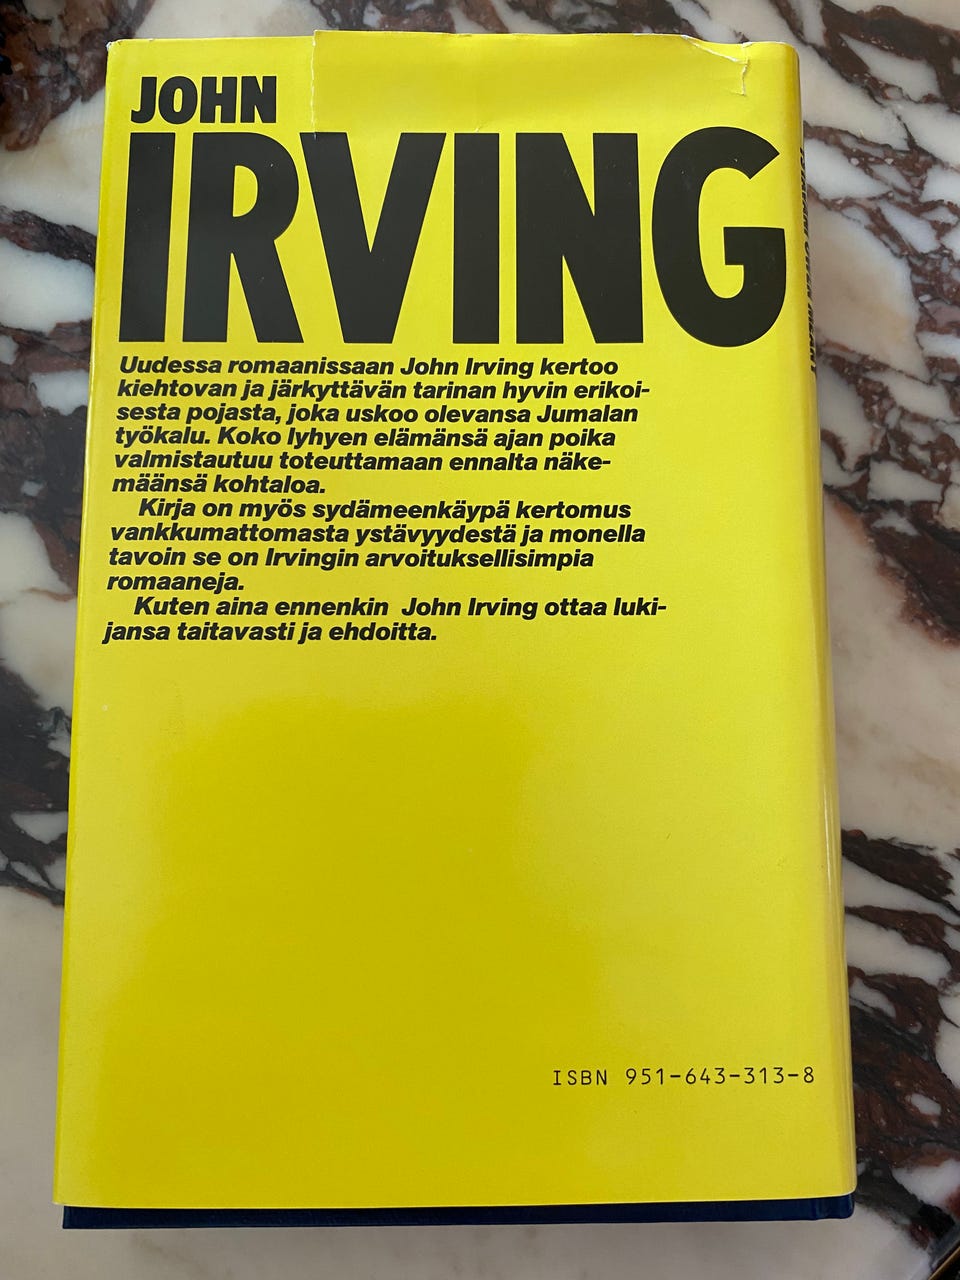 JOHN
IRVING
Uudessa romaanissaan John Irving kertoo
kiehtovan ja järkyttävän tarinan hyvin erikoi-
sesta pojasta, joka uskoo olevansa Jumalan
työkalu. Koko lyhyen elämänsä ajan poika
valmistautuu toteuttamaan ennalta näke-
määnsä kohtaloa.
Kirja on myös sydämeenkäypä kertomus
vankkumattomasta ystävyydestä ja monella
tavoin se on Irvingin arvoituksellisimpia
romaaneja.
Kuten aina ennenkin John Irving ottaa luki-
jansa taitavasti ja ehdoitta.
ISBN 951-643-313-8